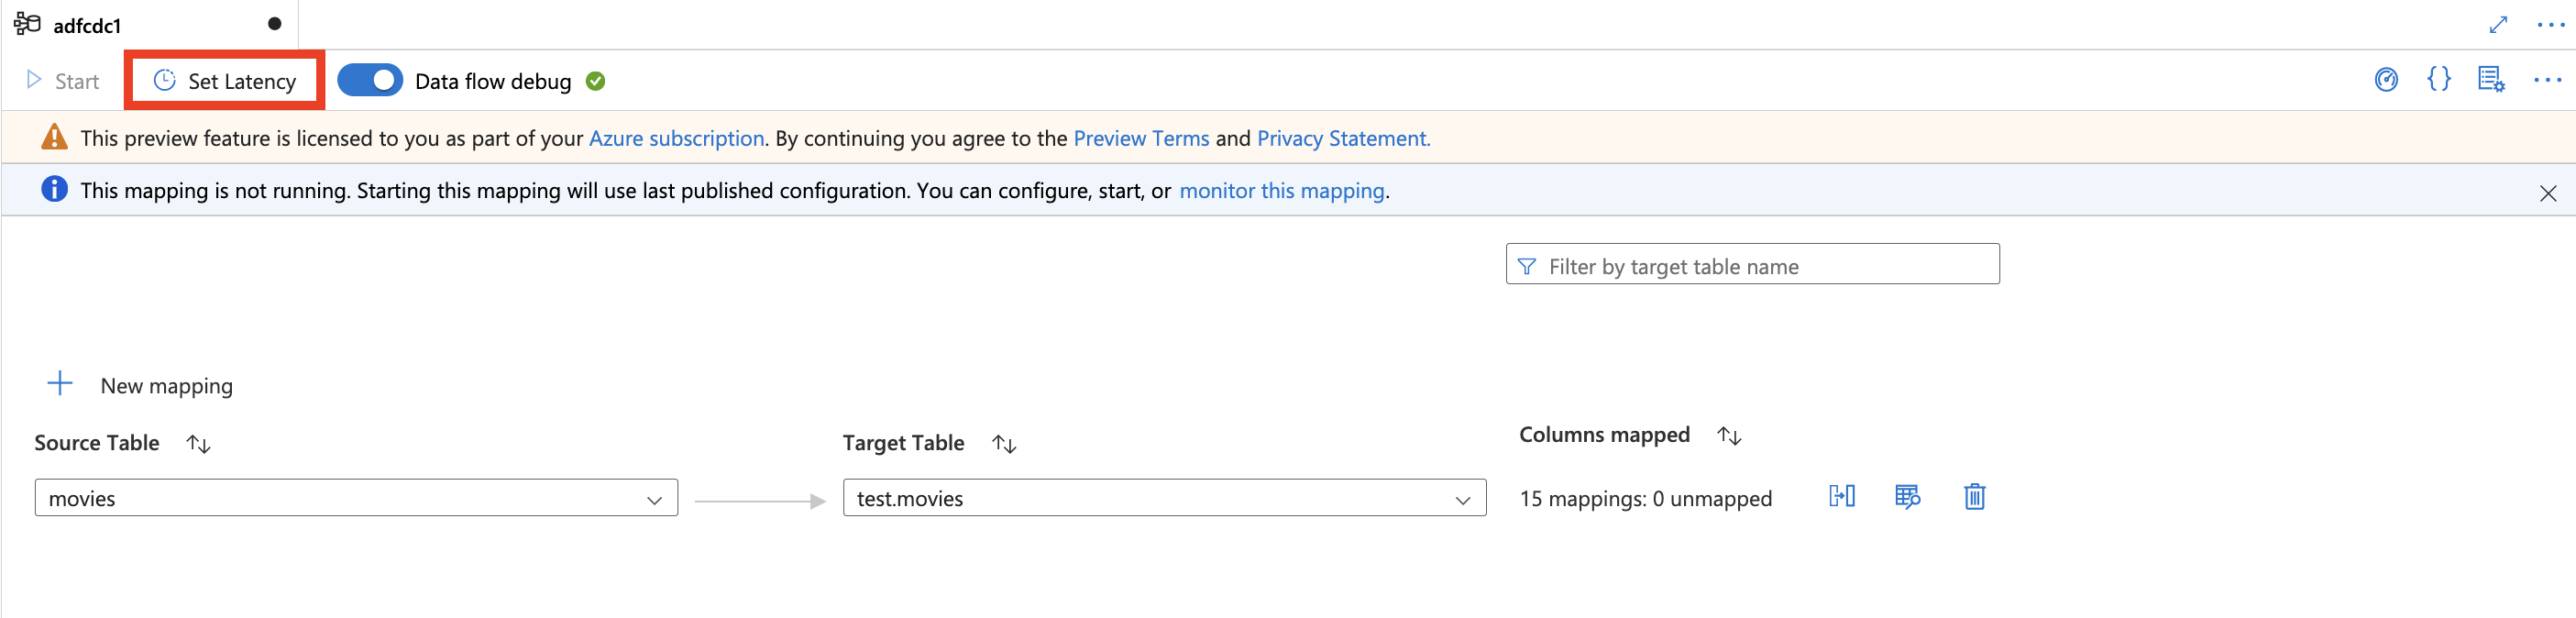 adfcdc1
Start Set Latency Data flow debug
This preview feature is licensed to you as part of your Azure subscription. By continuing you agree to the Preview Terms and Privacy Statement.
This mapping is not running. Starting this mapping will use last published configuration. You can configure, start, or monitor this mapping.
Filter by target table name
New mapping
Source Table Target Table Columns mapped
movies test.movies 15 mappings: 0 unmapped